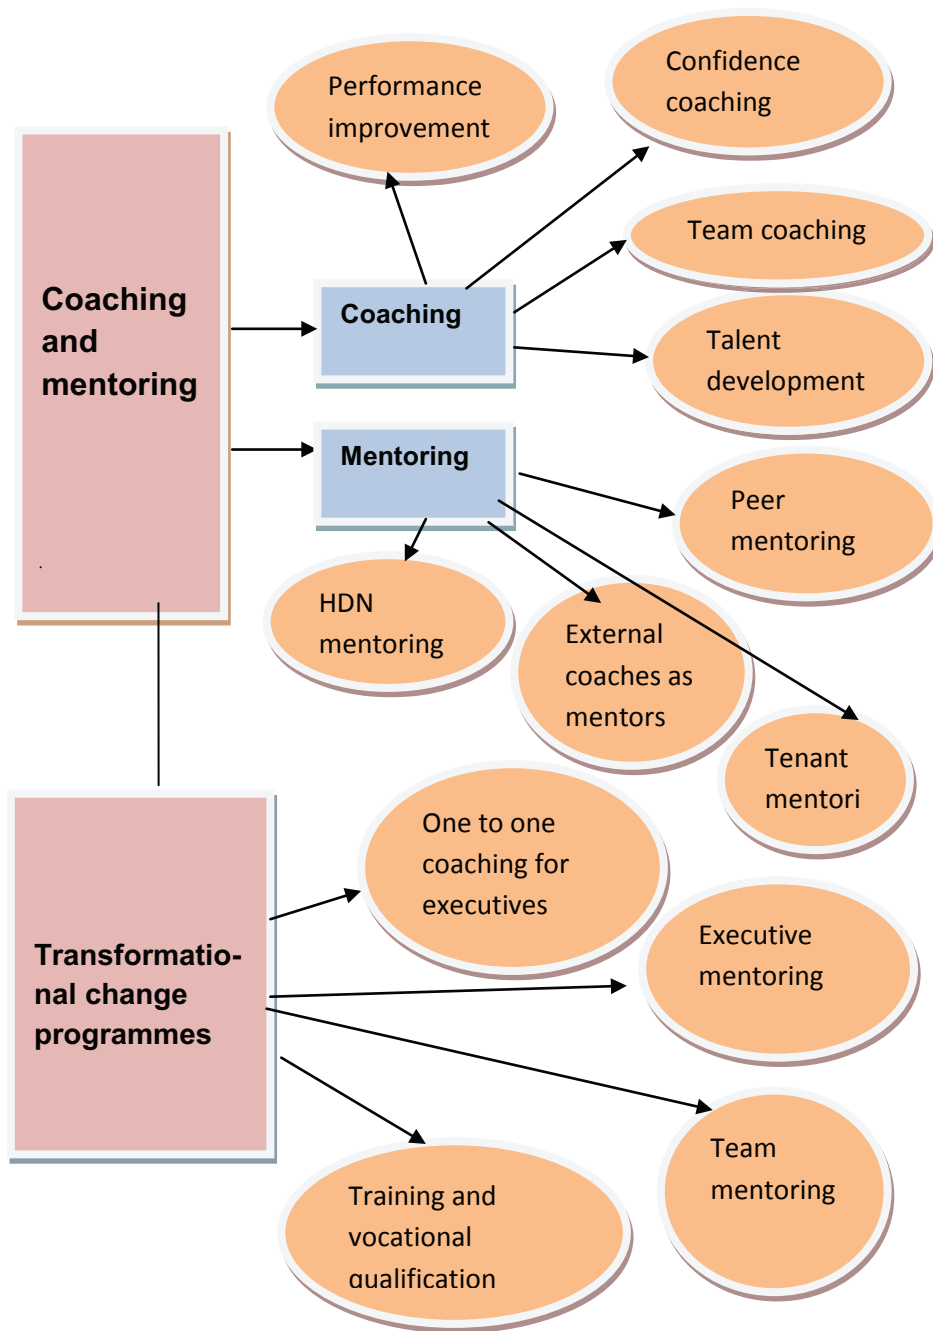 Performance
improvement
Confidence
coaching
Team coaching
Coaching
and
mentoring
.
Coaching
Talent
development
Mentoring
Peer
mentoring
HDN
mentoring
External
coaches as
mentors
Tenant
mentori
One to one
coaching for
executives
Executive
mentoring
Transformatio-
nal change
programmes
Team
mentoring
Training and
vocational
qualification